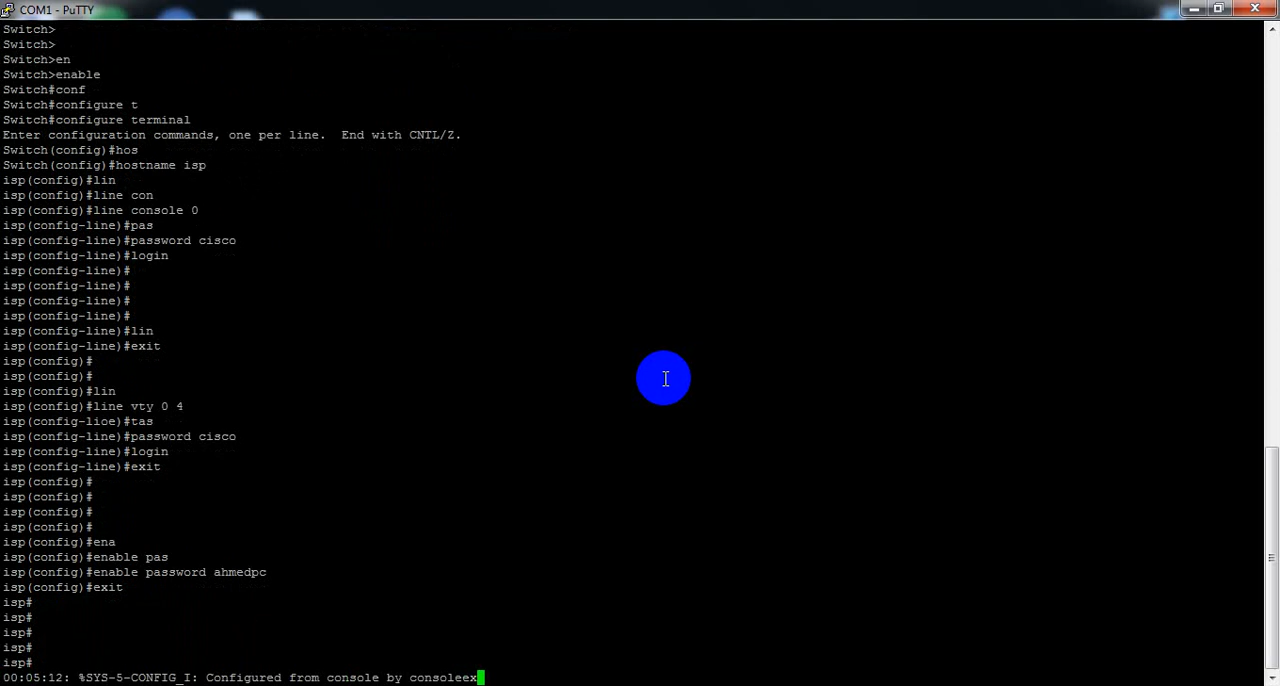 COM1 - PuTTY
Switch>
Switch>
Switch>en
Switch>enable
Switch#conf
Switch#configure t
Switch#configure terminal
Enter configuration commands, one per line.  End with CNTL/Z.
Switch(config)#hos
Switch(config)#hostname isp
isp(config)#lin
isp(config)#line con
isp(config)#line console 0
isp(config-line)#pas
isp(config-line)#password cisco
isp(config-line)#login
isp(config-line)#
isp(config-line)#
isp(config-line)#
isp(config-line)#
isp(config-line)#lin
isp(config-line)#exit
isp(config)#
isp(config)#
isp(config)#lin
isp(config)#line vty 0 4
isp(config-lioe)#tas
isp(config-line)#password cisco
isp(config-line)#login
isp(config-line)#exit
isp(config)#
isp(config)#
isp(config)#
isp(config)#
isp(config)#ena
isp(config)#enable pas
isp(config)#enable password ahmedpc
isp(config)#exit
isp#
isp#
isp#
isp#
isp#
00:05:12: %SYS-5-CONFIG_I: Configured from console by consoleex